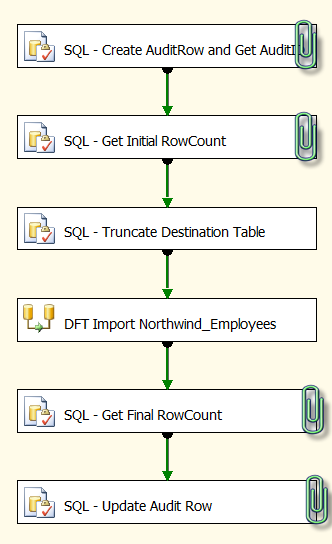 SQL - Create AuditRow and Get AuditI
SQL - Get Initial RowCount
SQL - Truncate Destination Table
DFT Import Northwind_Employees
SQL - Get Final RowCount
SQL - Update Audit Row